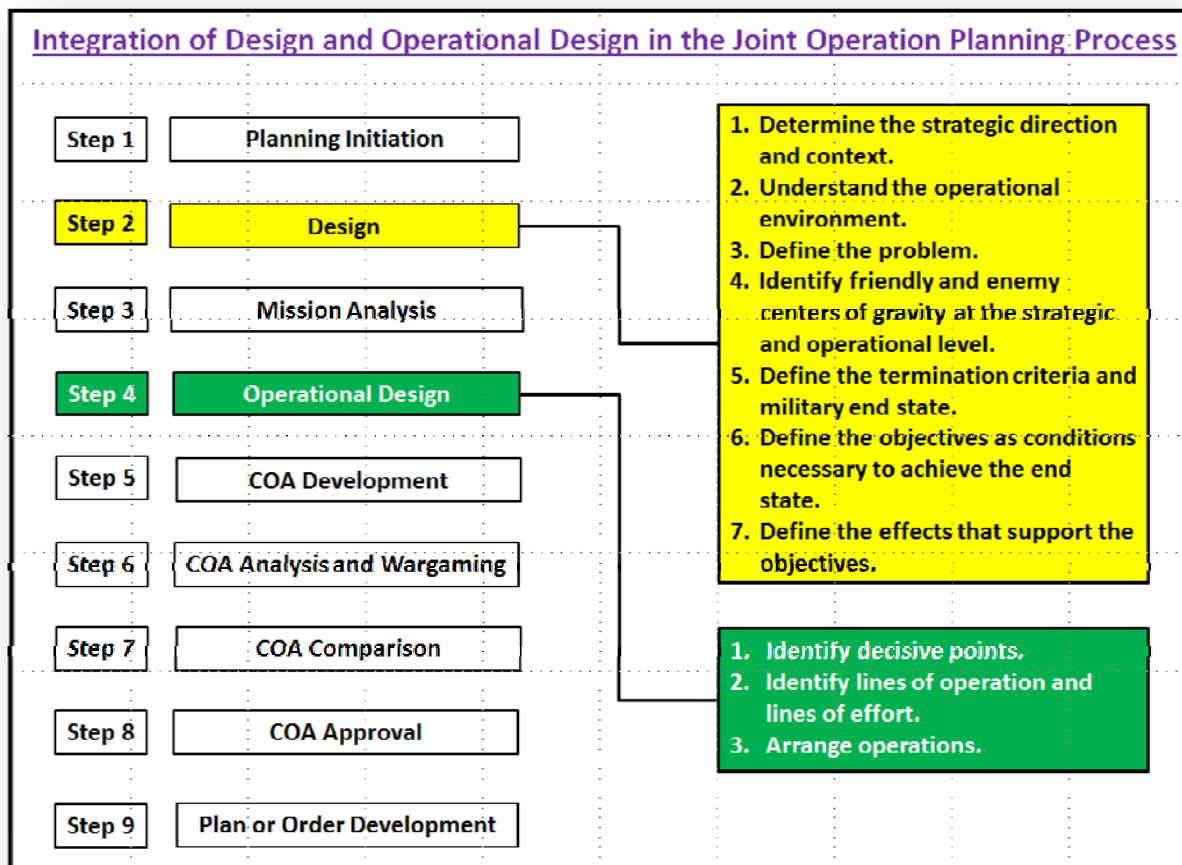 Integration of Design and Operational Design in the Joint Operation Planning Process
Step 1
Planning Initiation
Step 2
Design
Step 3
Mission Analysis
Step 4
Operational Design
Step 5
COA Development
Step 6
COA Analysis and Wargaming
Step 7
COA Comparison
Step 8
COA Approval
Step 9
Plan or Order Development
1. Determine the strategic direction
and context.
2. Understand the operational
environment.
3. Define the problem.
4. Identify friendly and enemy
centers of gravity at the strategic
and operational level.
5. Define the termination criteria and
military end state.
6. Define the objectives as conditions
necessary to achieve the end
state.
7. Define the effects that support the
objectives.
1. Identify decisive points.
2. Identify lines of operation and
lines of effort.
3. Arrange operations.